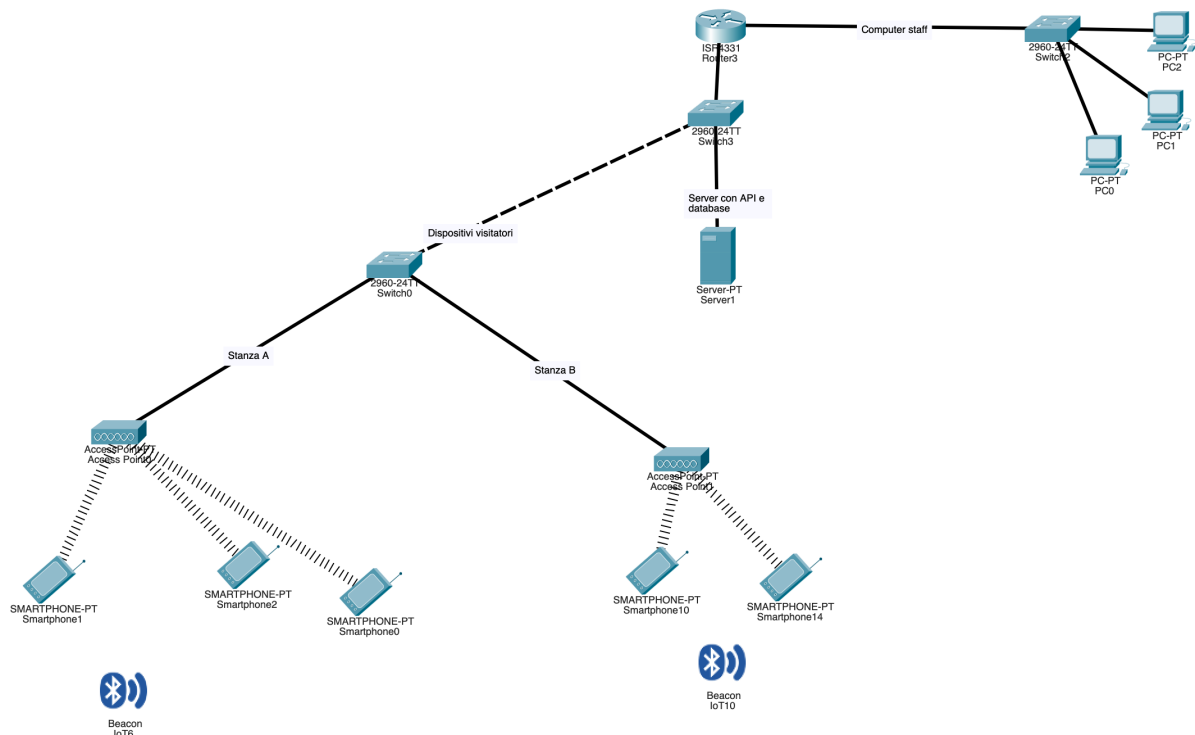 ISR4331
Router3
Computer staff
2960-24TT
Switch2
PC-PT
PC2
PC-PT
PC1
PC-PT
PC0
2960-24TT
Switch3
Server con API e
database
Server-PT
Server1
Dispositivi visitatori
2960-24TT
Switch0
Stanza A
Stanza B
AccessPoint-PT
Access Point0
AccessPoint-PT
SMARTPHONE-PT
Smartphone1
SMARTPHONE-PT
Smartphone2
SMARTPHONE-PT
Smartphone0
SMARTPHONE-PT
Smartphone10
SMARTPHONE-PT
Smartphone14
Beacon
IoT6
Beacon
IoT10